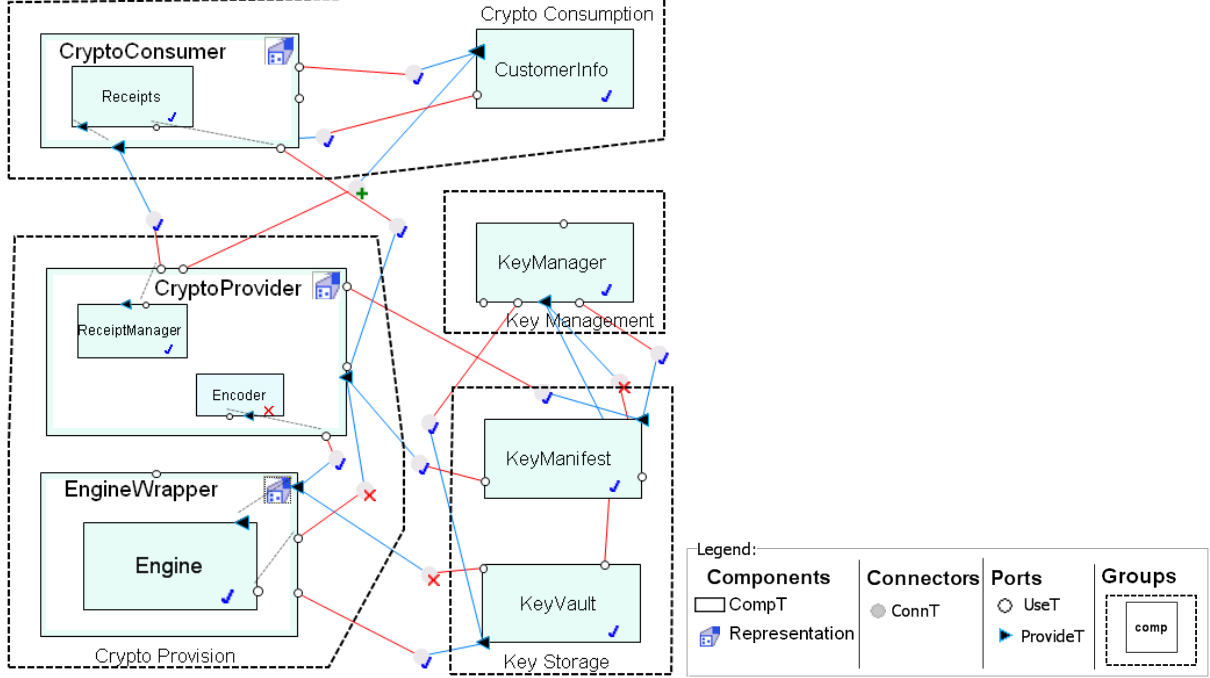 Crypto Consumption
CryptoConsumer
CustomerInfo
Receipts
KeyManager
CryptoProvider
Key Management
ReceiptManager
Encoder
KeyManifest
EngineWrapper
Engine
KeyVault
Crypto Provision
Key Storage
Legend:
Components
Connectors
Ports
Groups
CompT
ConnT
UseT
comp
Representation
ProvideT